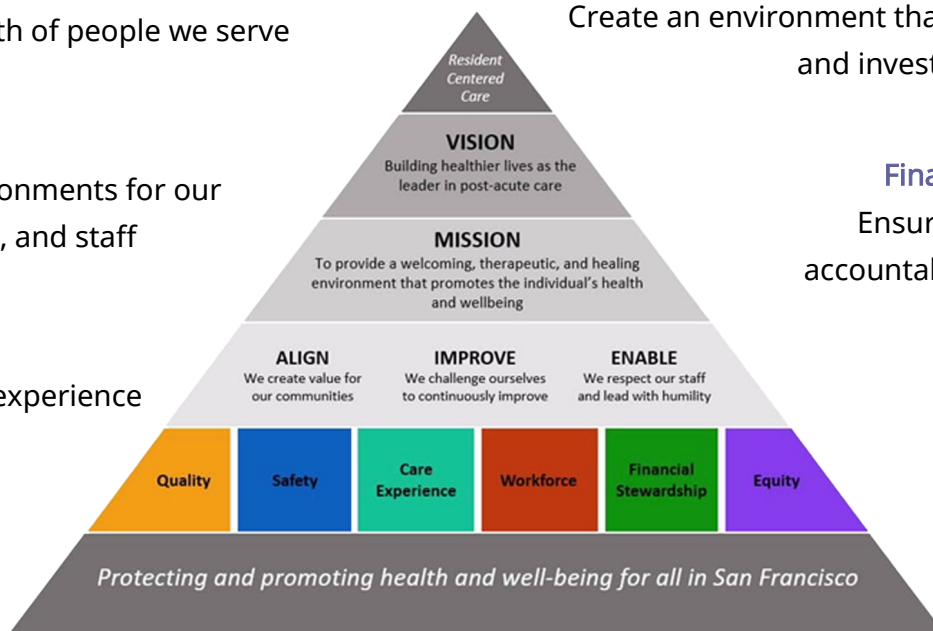 th of people we serve
Create an environment tha
and invest
Resident
Centered
Care
VISION
Building healthier lives as the
leader in post-acute care
onments for our
, and staff
Fina
Ensur
accountal
MISSION
To provide a welcoming, therapeutic, and healing
environment that promotes the individual's health
and wellbeing
experience
ALIGN
We create value for
our communities
IMPROVE
We challenge ourselves
to continuously improve
ENABLE
We respect our staff
and lead with humility
Quality
Safety
Care
Experience
Workforce
Financial
Stewardship
Equity
Protecting and promoting health and well-being for all in San Francisco